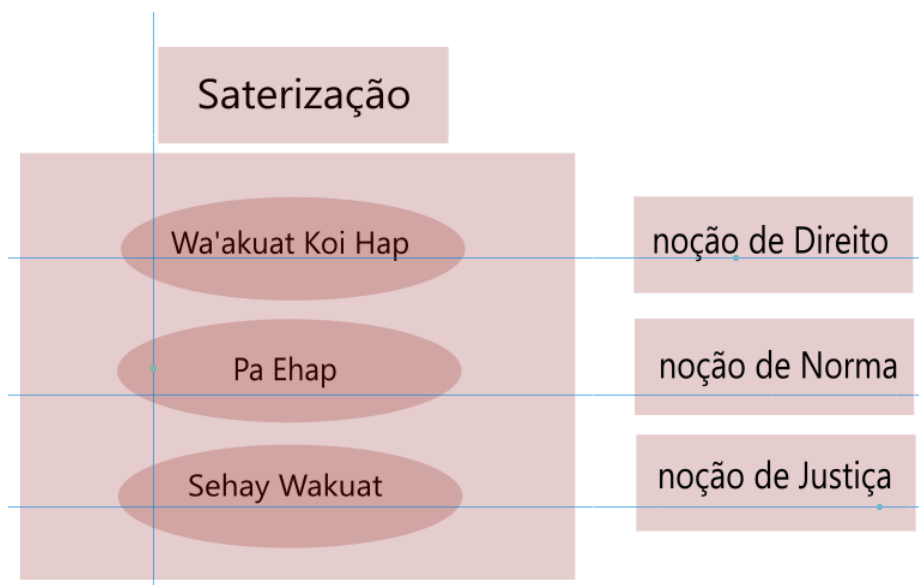 Saterização
Wa'akuat Koi Hap
noção de Direito
Pa Ehap
noção de Norma
Sehay Wakuat
noção de Justiça